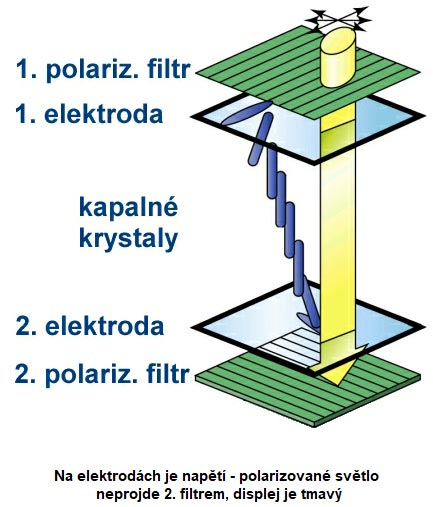 1. polariz. filtr
1. elektroda
kapalné
krystaly
2. elektroda
2. polariz. filtr
Na elektrodách je napětí - polarizované světlo
neprojde 2. filtrem, displej je tmavý